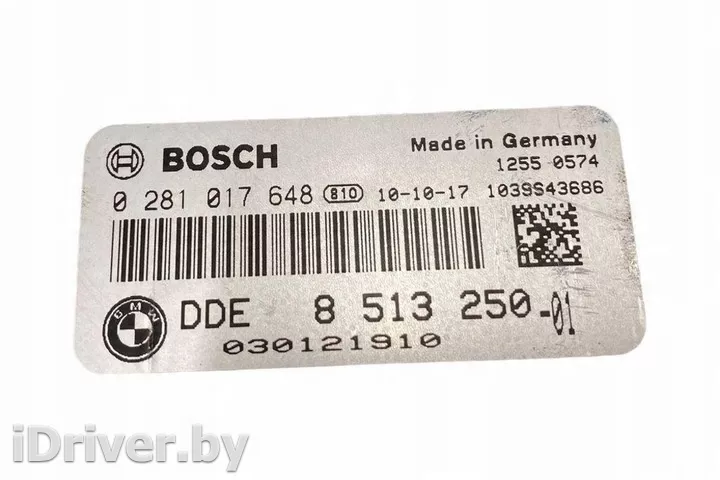 BOSCH
Made in Germany
1255 0574
0 281 017 648 810 10-10-17 1039S43686
BMW
DDE 8 513 250-01
030121910
iDriver.by